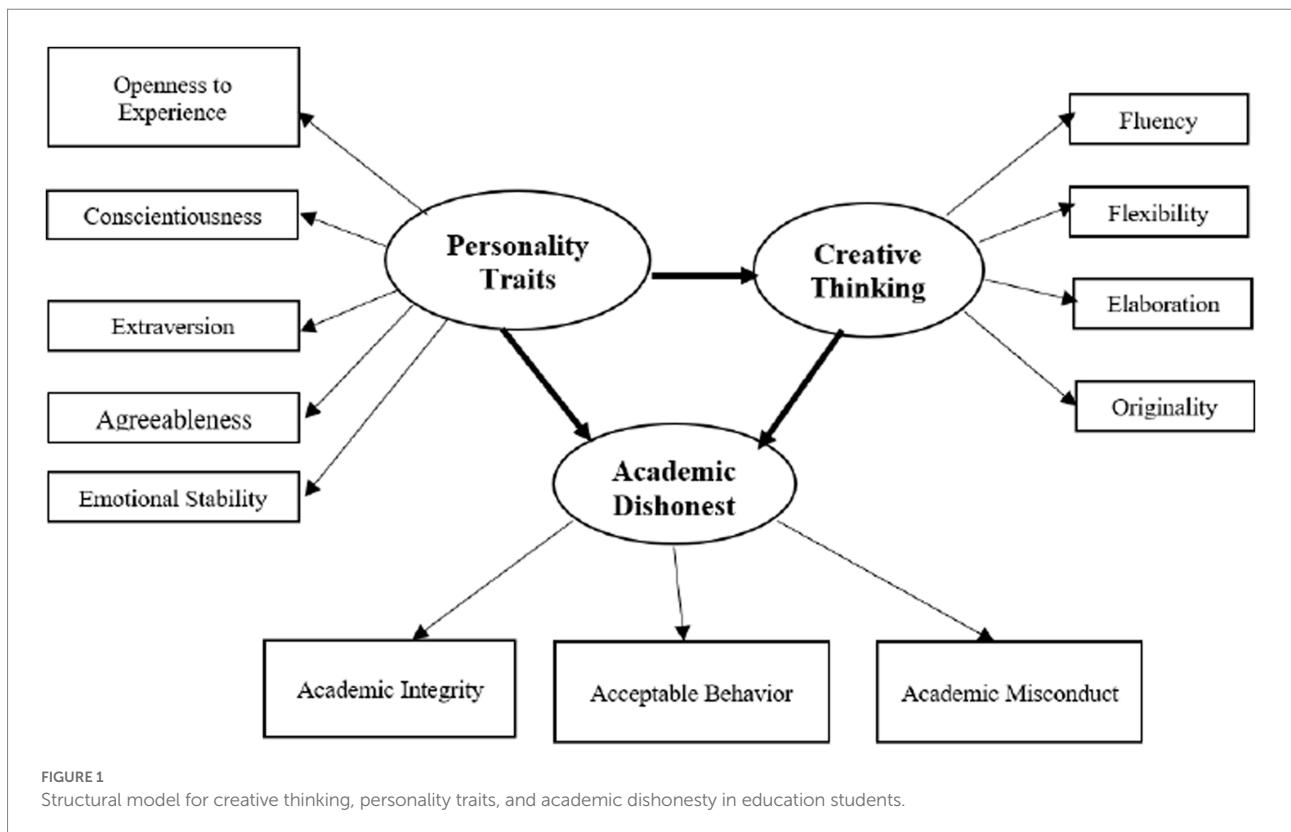 Openness to
Experience
Conscientiousness
Extraversion
Agreeableness
Emotional Stability
Personality
Traits
Creative
Thinking
Fluency
Flexibility
Elaboration
Originality
Academic
Dishonest
Academic Integrity
Acceptable Behavior
Academic Misconduct
FIGURE 1
Structural model for creative thinking, personality traits, and academic dishonesty in education students.